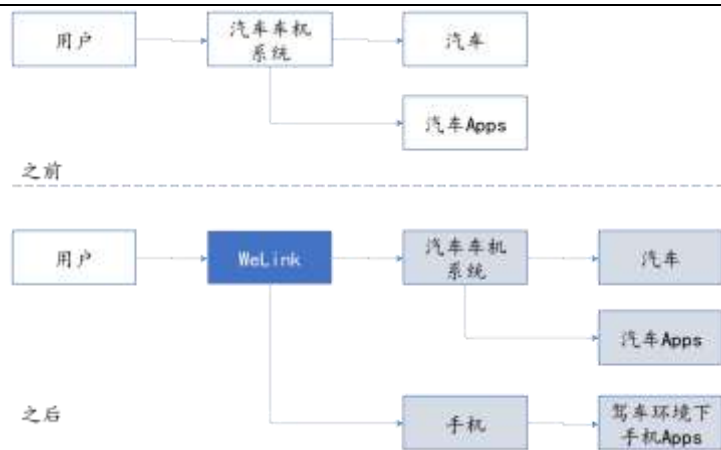 用户
汽车车机
系统
汽车
汽车Apps
之前
用户
WeLink
汽车车机
系统
汽车
汽车Apps
之后
手机
驾车环境下
手机Apps